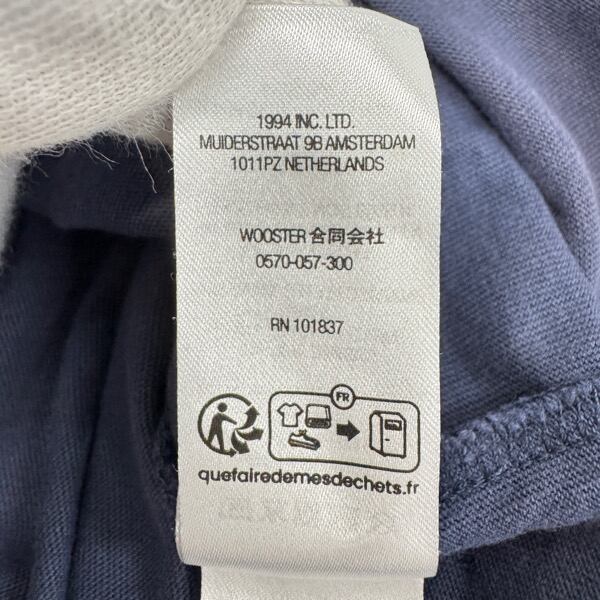 1994 INC. LTD.
MUIDERSTRAAT 9B AMSTERDAM
1011PZ NETHERLANDS
WOOSTER 合同会社
0570-057-300
RN 101837
FR
quefairedemesdechets.fr